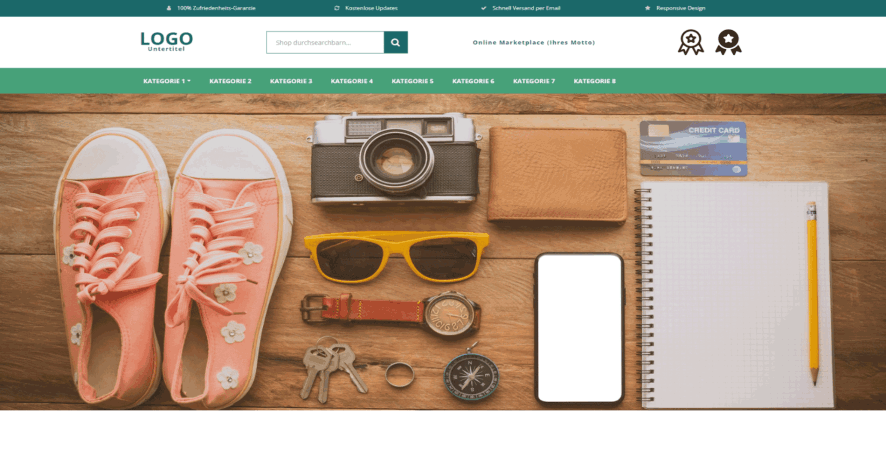 100% Zufriedenheits-Garantie
Kostenlose Updates
Schnell Versand per Email
Responsive Design
LOGO
Untertitel
Shop durchsuchbarn...
Online Marketplace (Ihres Motto)
KATEGORIE 1
KATEGORIE 2
KATEGORIE 3
KATEGORIE 4
KATEGORIE 5
KATEGORIE 6
KATEGORIE 7
KATEGORIE 8
CREDIT CARD